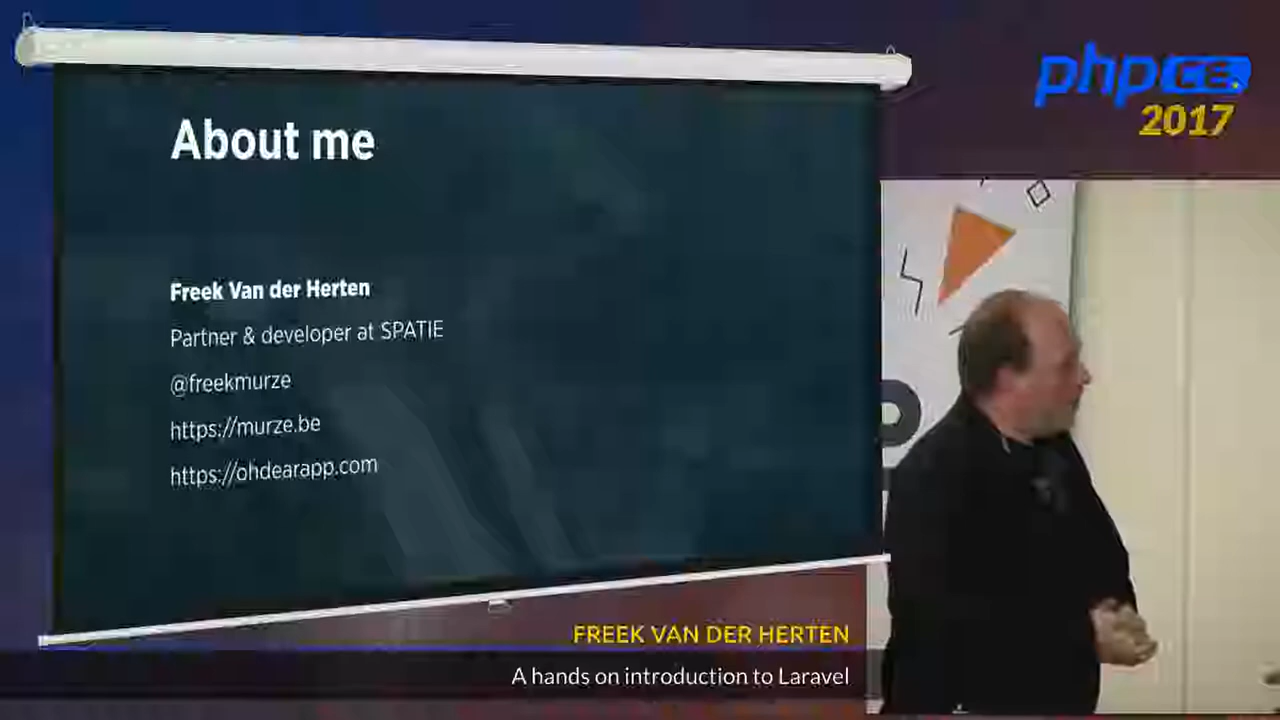 About me
Freek Van der Herten
Partner & developer at SPATIE
@freekmurze
https://murze.be
https://ohdearapp.com
phpCE
2017
FREEK VAN DER HERTEN
A hands on introduction to Laravel